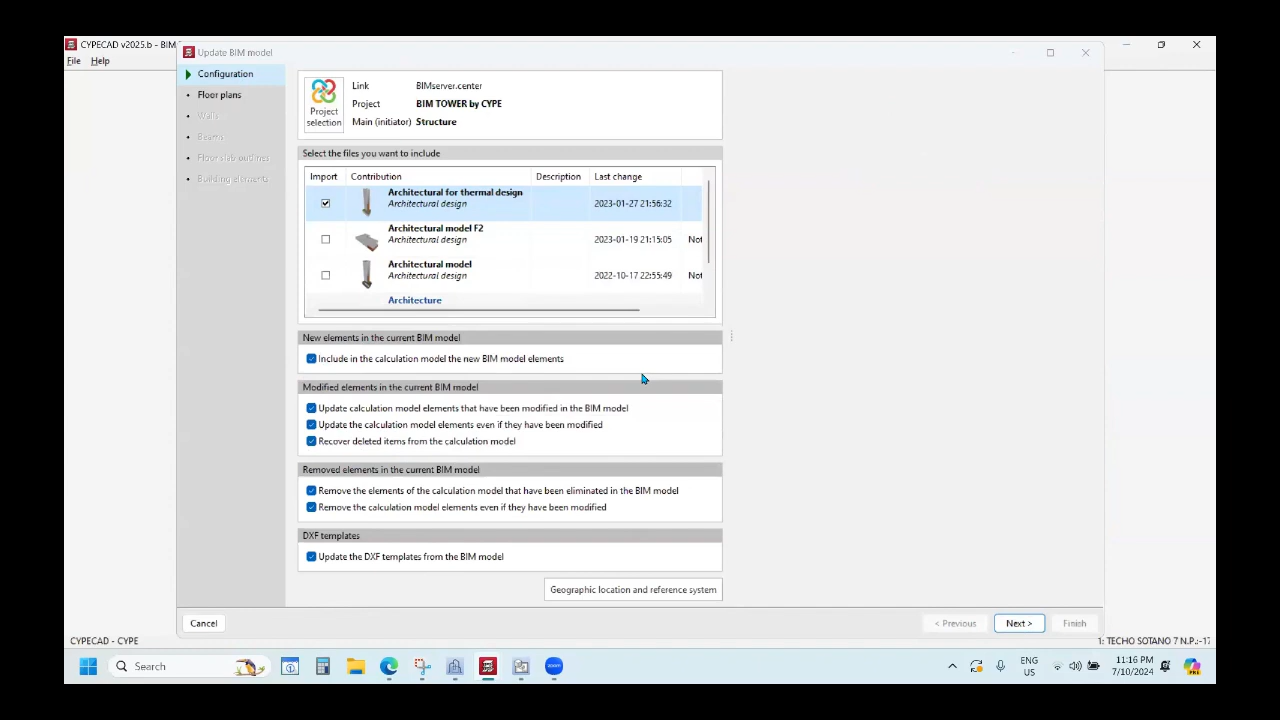 CYPECAD v2025.b - BIM
Update BIM model
File Help
Configuration
Floor plans
Walls
Beams
Floor slab outlines
Building elements
Project selection
Link BIMserver.center
Project BIM TOWER by CYPE
Main (initiator) Structure
Select the files you want to include
Import Contribution Description Last change
Architectural for thermal design
Architectural design 2023-01-27 21:56:32
Architectural model F2
Architectural design 2023-01-19 21:15:05 Not
Architectural model
Architectural design 2022-10-17 22:55:49 Not
Architecture
New elements in the current BIM model
Include in the calculation model the new BIM model elements
Modified elements in the current BIM model
Update calculation model elements that have been modified in the BIM model
Update the calculation model elements even if they have been modified
Recover deleted items from the calculation model
Removed elements in the current BIM model
Remove the elements of the calculation model that have been eliminated in the BIM model
Remove the calculation model elements even if they have been modified
DXF templates
Update the DXF templates from the BIM model
Geographic location and reference system
Cancel < Previous Next > Finish
CYPECAD - CYPE 1: TECHO SOTANO 7 N.P.:-17
Search
zoom
ENG
US
11:16 PM
7/10/2024
PRE